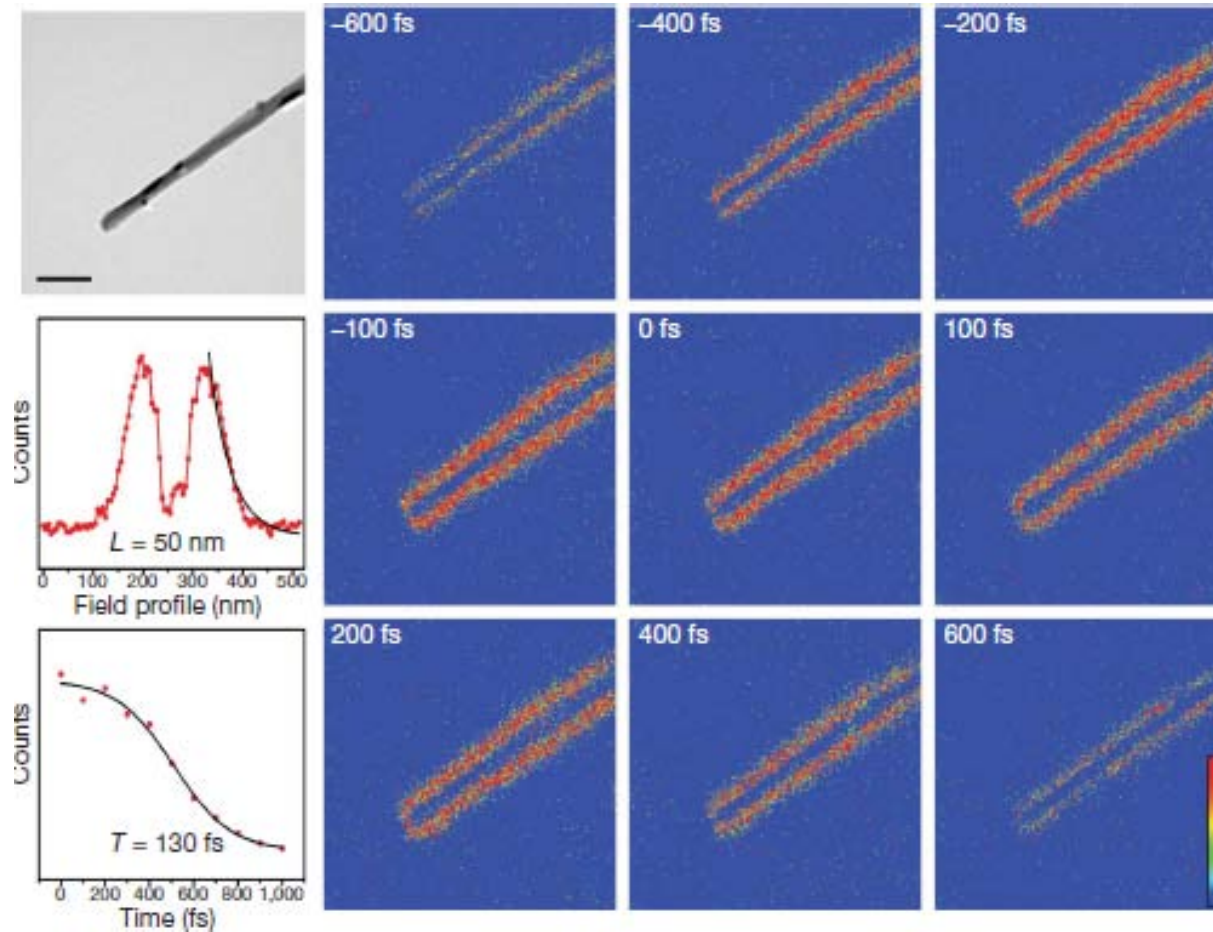 −600 fs
−400 fs
−200 fs
Counts
L = 50 nm
0 100 200 300 400 500
Field profile (nm)
−100 fs
0 fs
100 fs
Counts
T = 130 fs
0 200 400 600 800 1,000
Time (fs)
200 fs
400 fs
600 fs